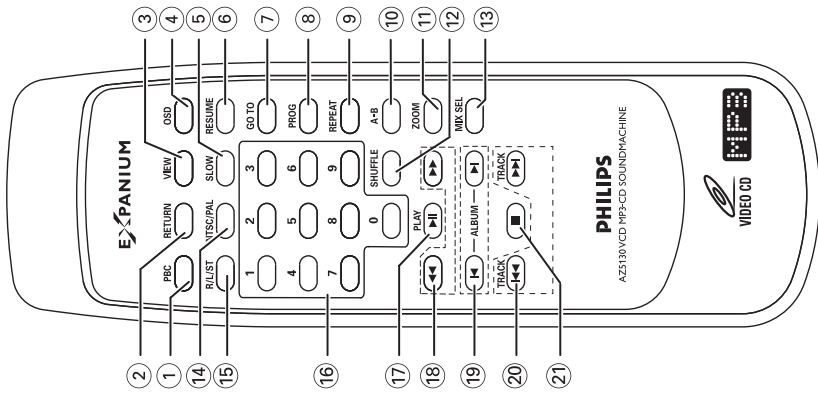 3
4
5
6
7
8
9
10
11
12
13
2
1
14
15
16
17
18
19
20
21
EXPANIUM
PBC RETURN VIEW OSD
R/L/ST NTSC/PAL SLOW RESUME
1 2 3 GO TO
4 5 6 PROG
7 8 9 REPEAT
0 SHUFFLE A-B
PLAY ZOOM
ALBUM MIX SEL
TRACK TRACK
PHILIPS
AZ5130 VCD MP3-CD SOUNDMACHINE
VIDEO CD MP3